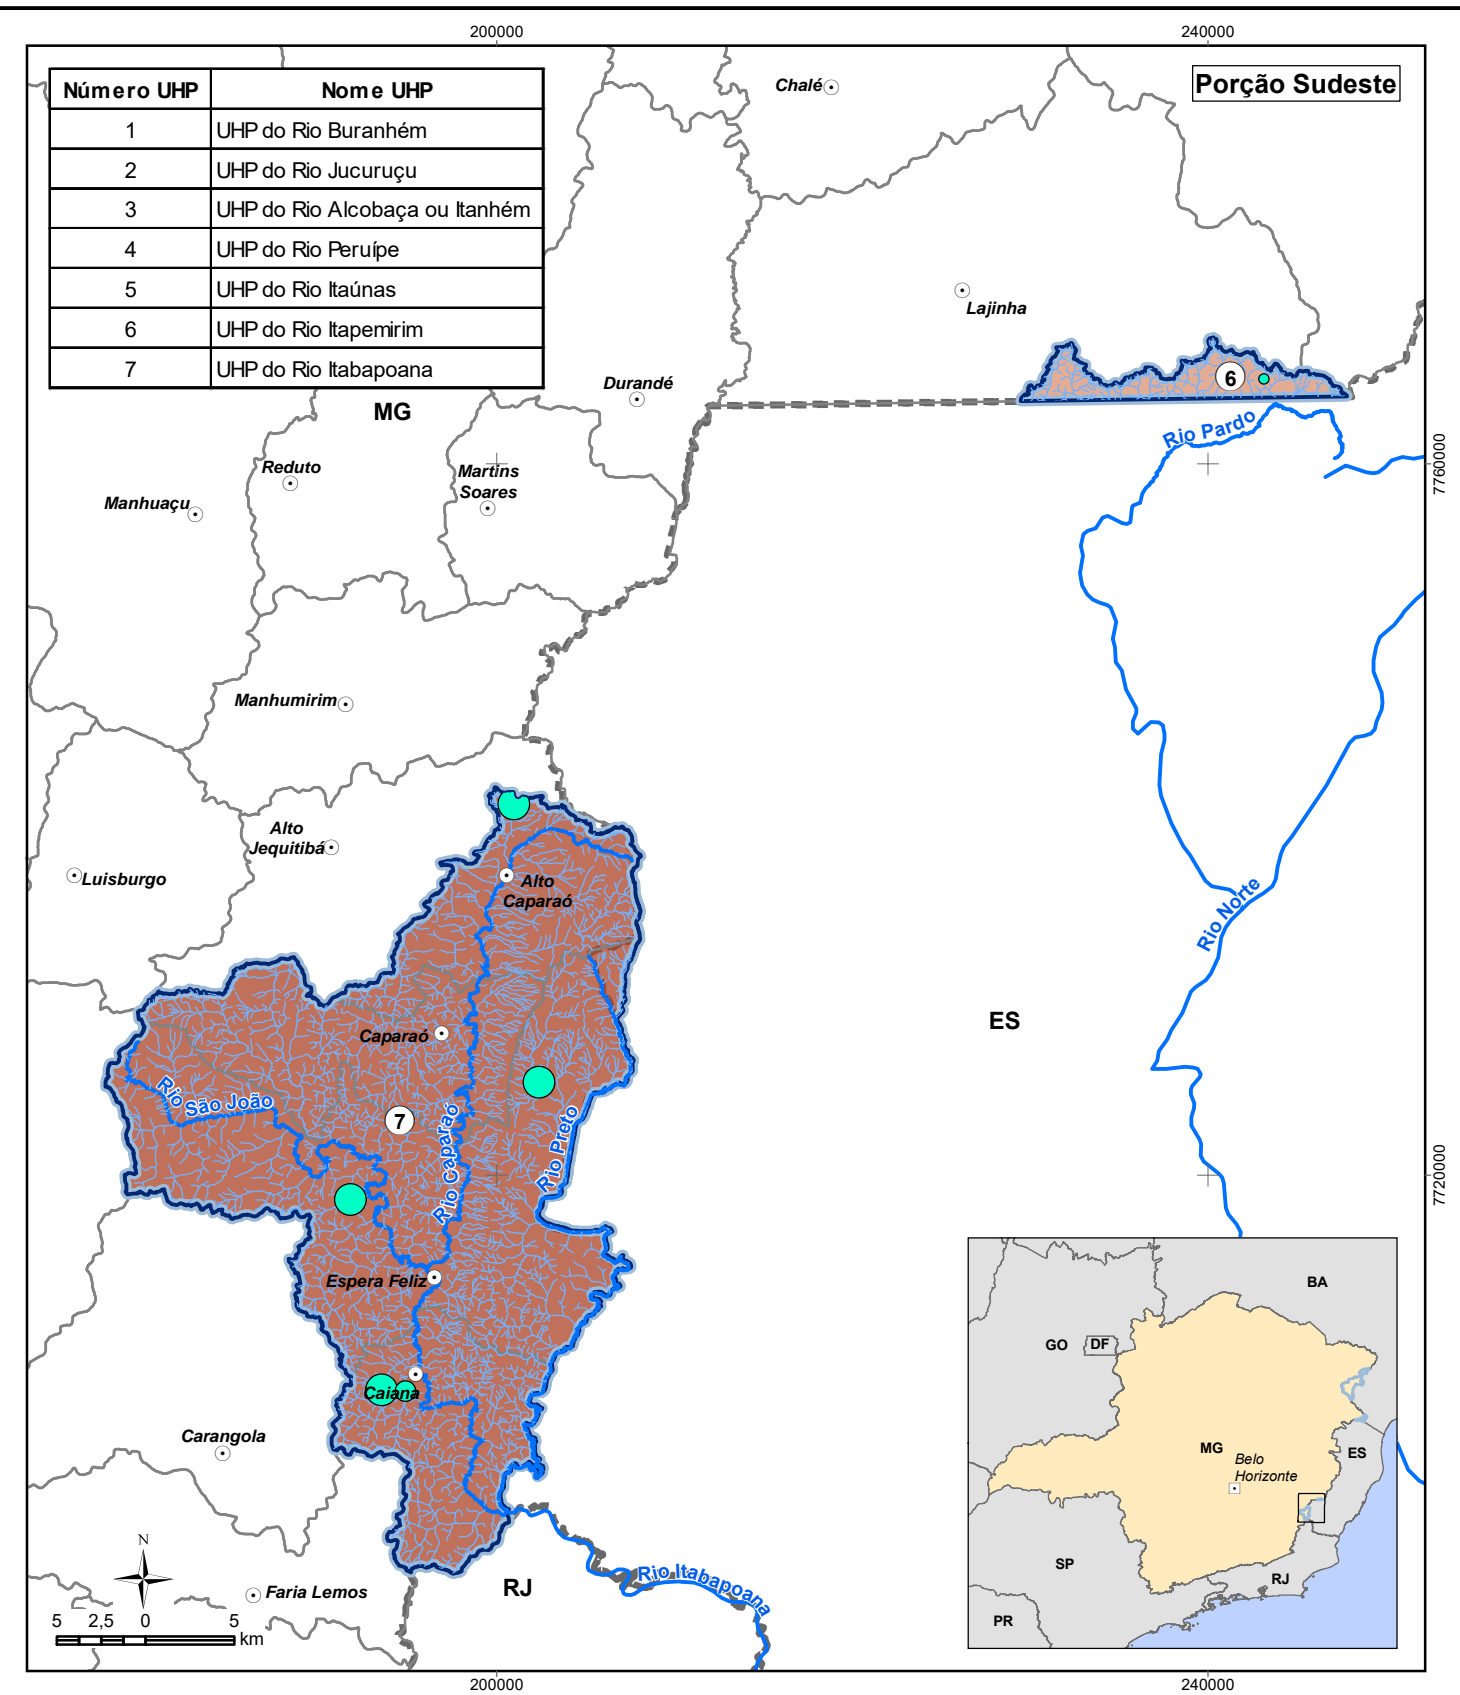 200000
240000
Número UHP
Nome UHP
1
UHP do Rio Buranhém
2
UHP do Rio Jucuruçu
3
UHP do Rio Alcobaça ou Itanhém
4
UHP do Rio Peruípe
5
UHP do Rio Itaúnas
6
UHP do Rio Itapemirim
7
UHP do Rio Itabapoana
Porção Sudeste
Chalé
Lajinha
Durandé
MG
6
Rio Pardo
7760000
Reduto
Martins
Soares
Manhuaçu
Manhumirim
Alto
Jequitibá
Luisburgo
Alto
Caparaó
Rio Norte
ES
Caparaó
Rio
São João
7
Rio Caparaó
Rio Preto
7720000
Espera Feliz
Caiana
Carangola
Faria Lemos
RJ
Rio Itabapoana
N
5
2,5
0
5
km
BA
GO
DF
MG
Belo
Horizonte
ES
SP
RJ
PR
200000
240000